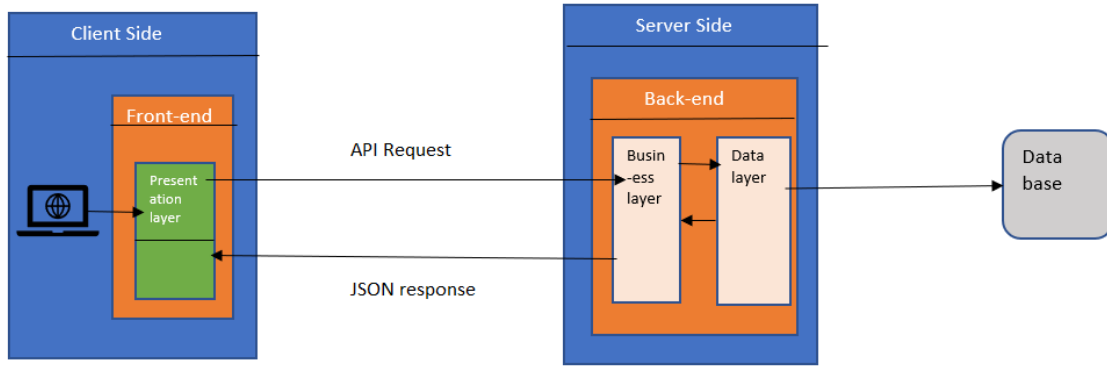 Client Side
Server Side
Front-end
Back-end
API Request
Present
ation
layer
Busin
-ess
layer
Data
layer
Data
base
JSON response